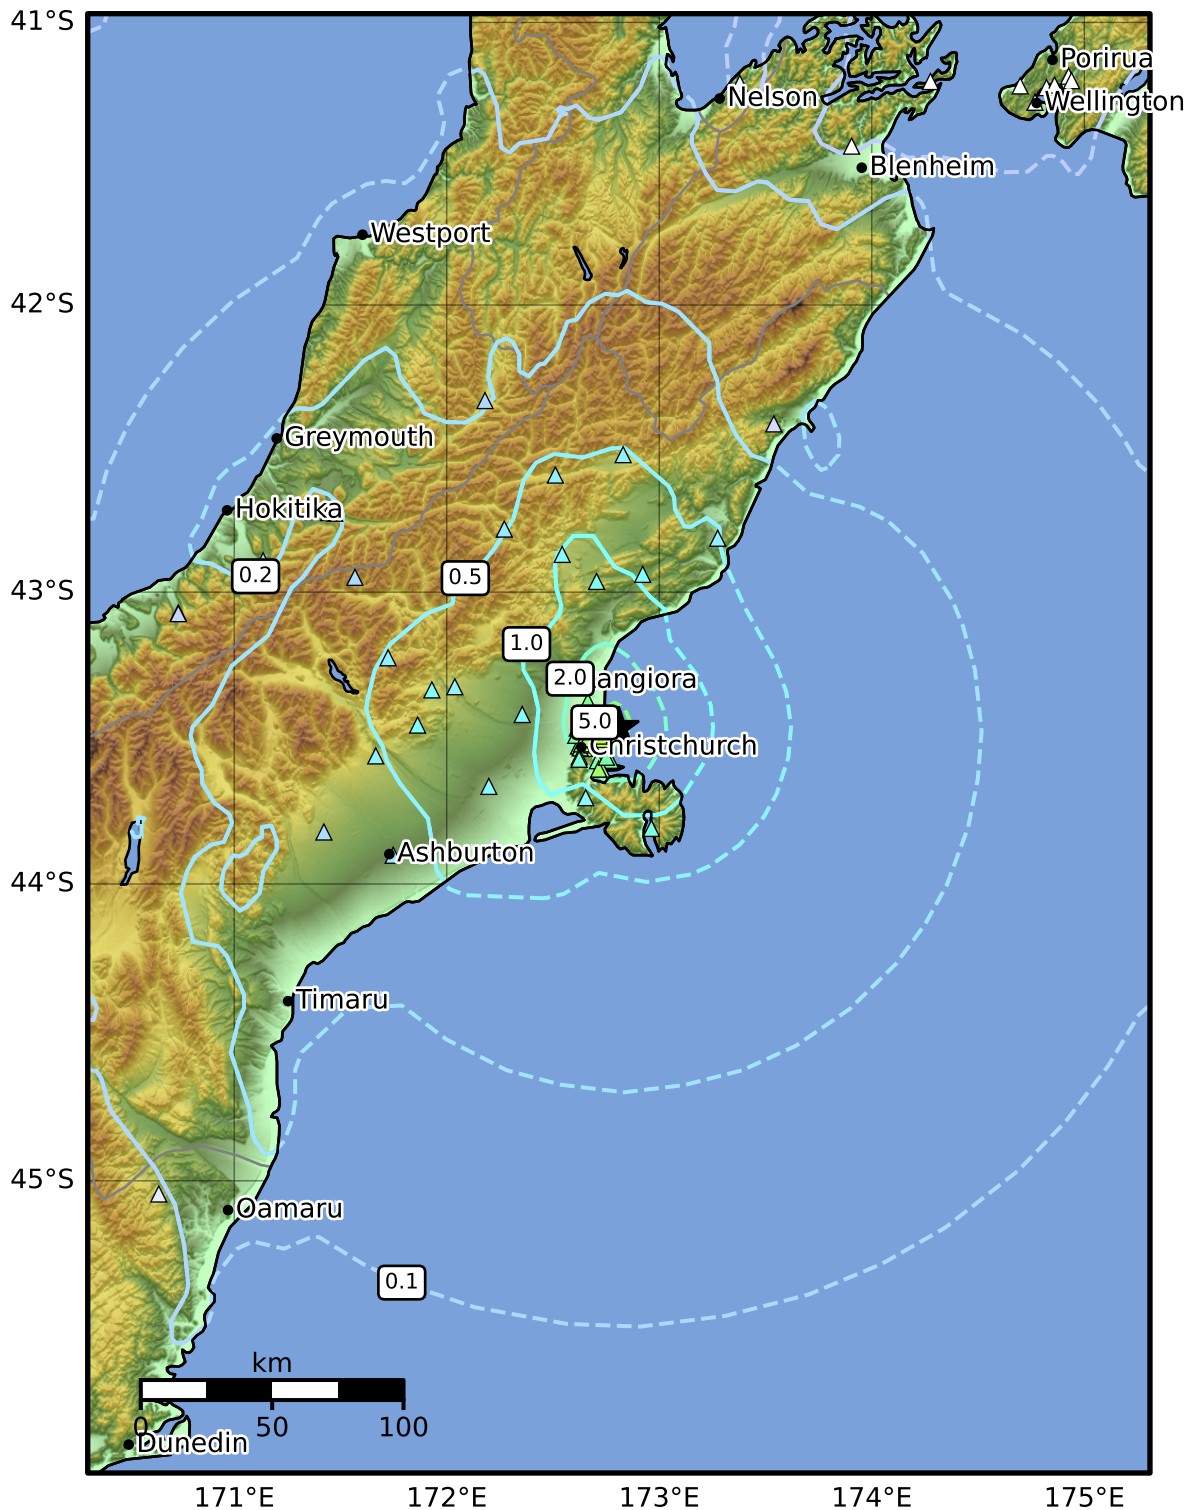 41°S
Porirua
Nelson
Wellington
Blenheim
Westport
42°S
Greymouth
Hokitika
0.2
0.5
43°S
1.0
2.0
angiora
5.0
Christchurch
Ashburton
44°S
Timaru
45°S
Oamaru
0.1
km
0
50
100
Dunedin
171°E
172°E
173°E
174°E
175°E